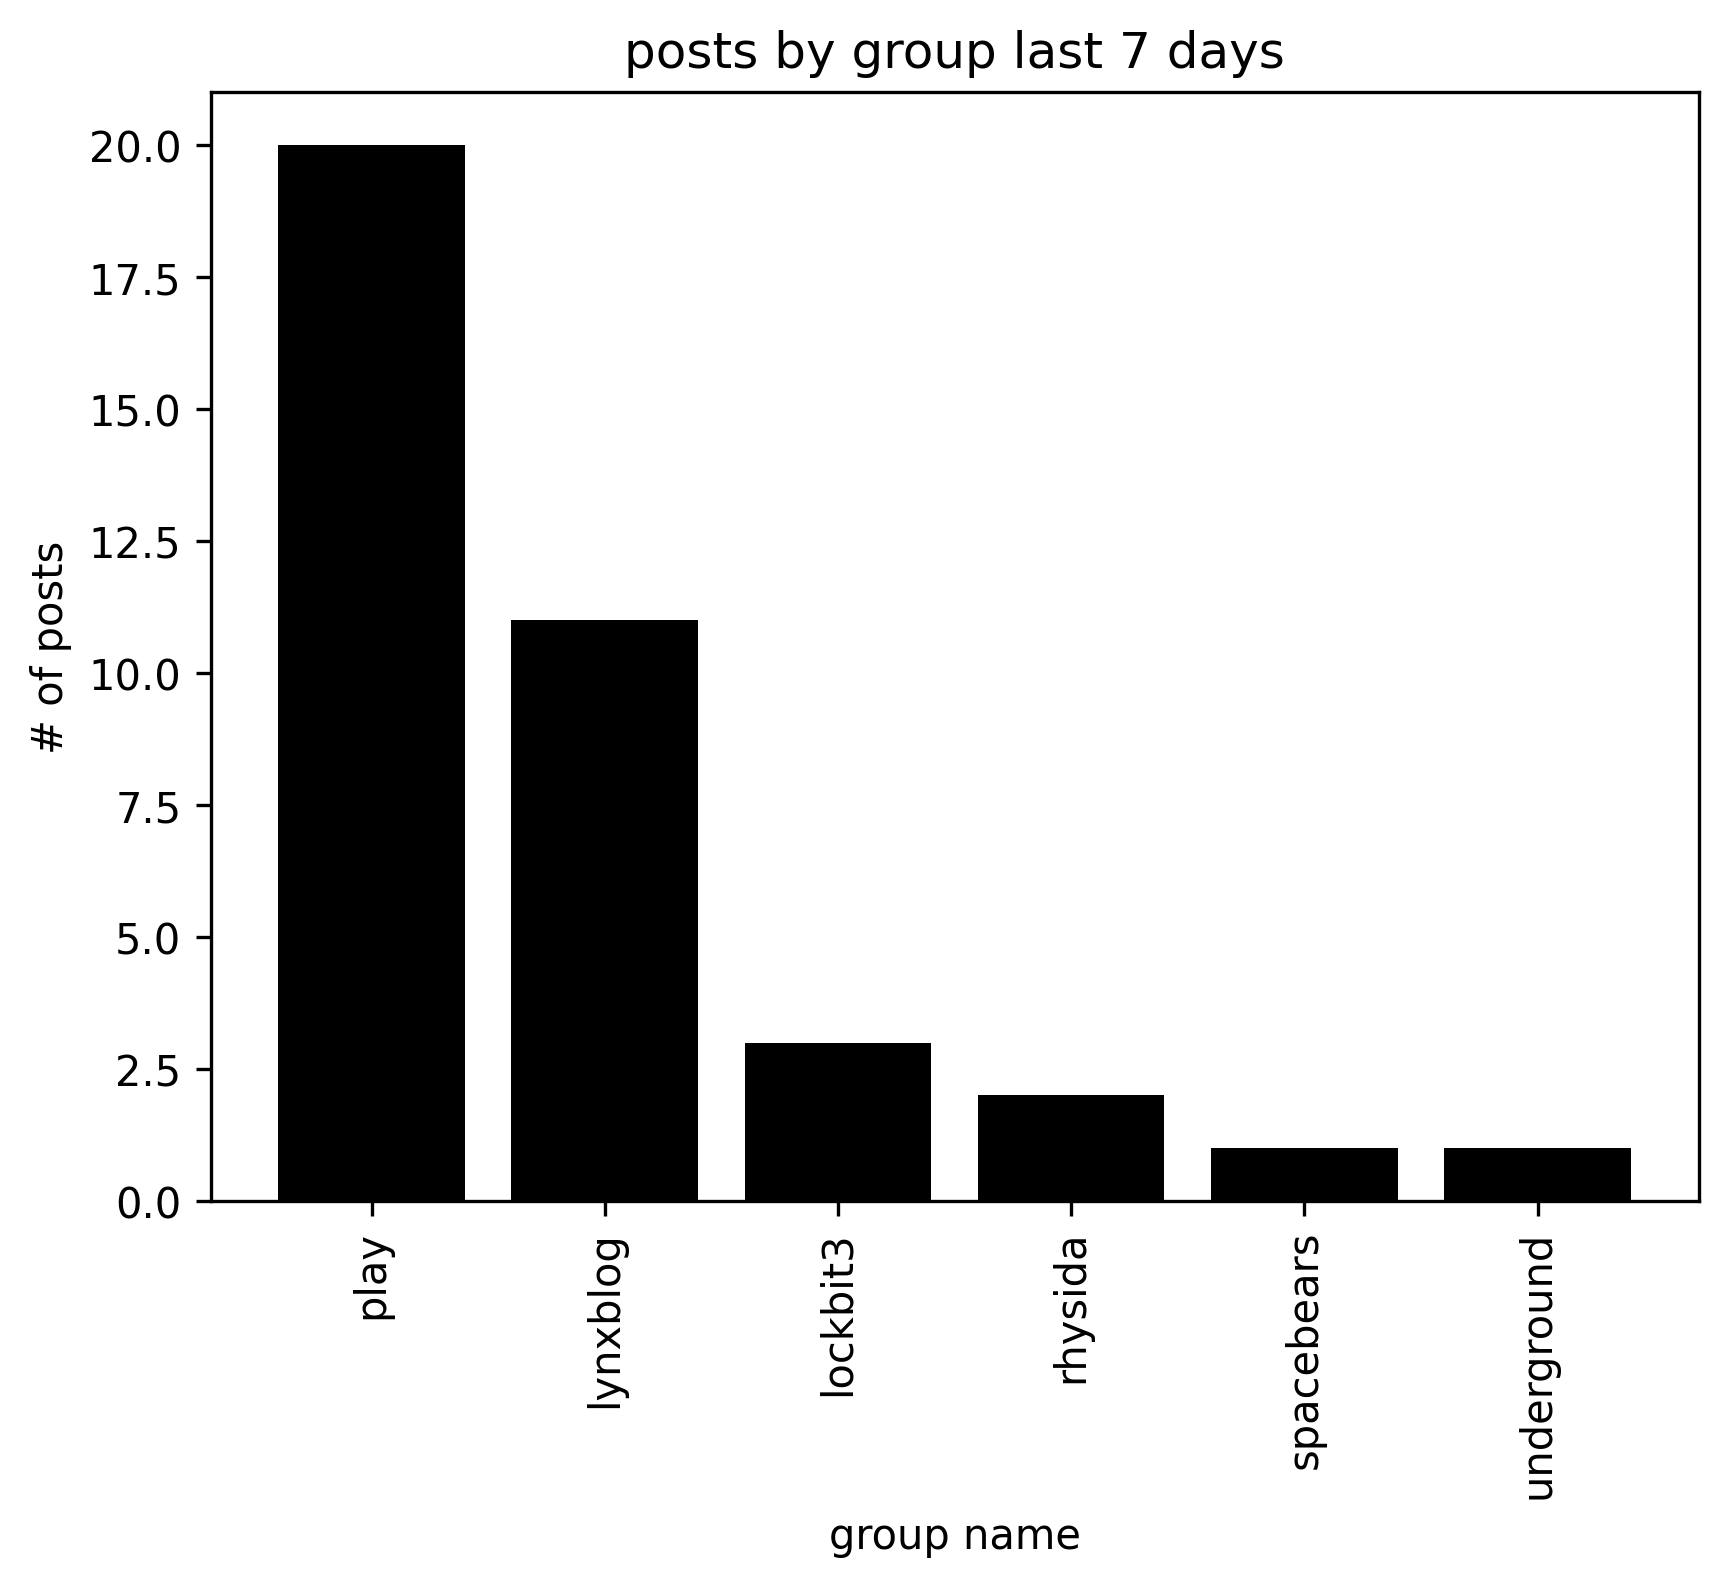 posts by group last 7 days
# of posts
20.0
17.5
15.0
12.5
10.0
7.5
5.0
2.5
0.0
play
lynxblog
lockbit3
rhysida
spacebears
underground
group name